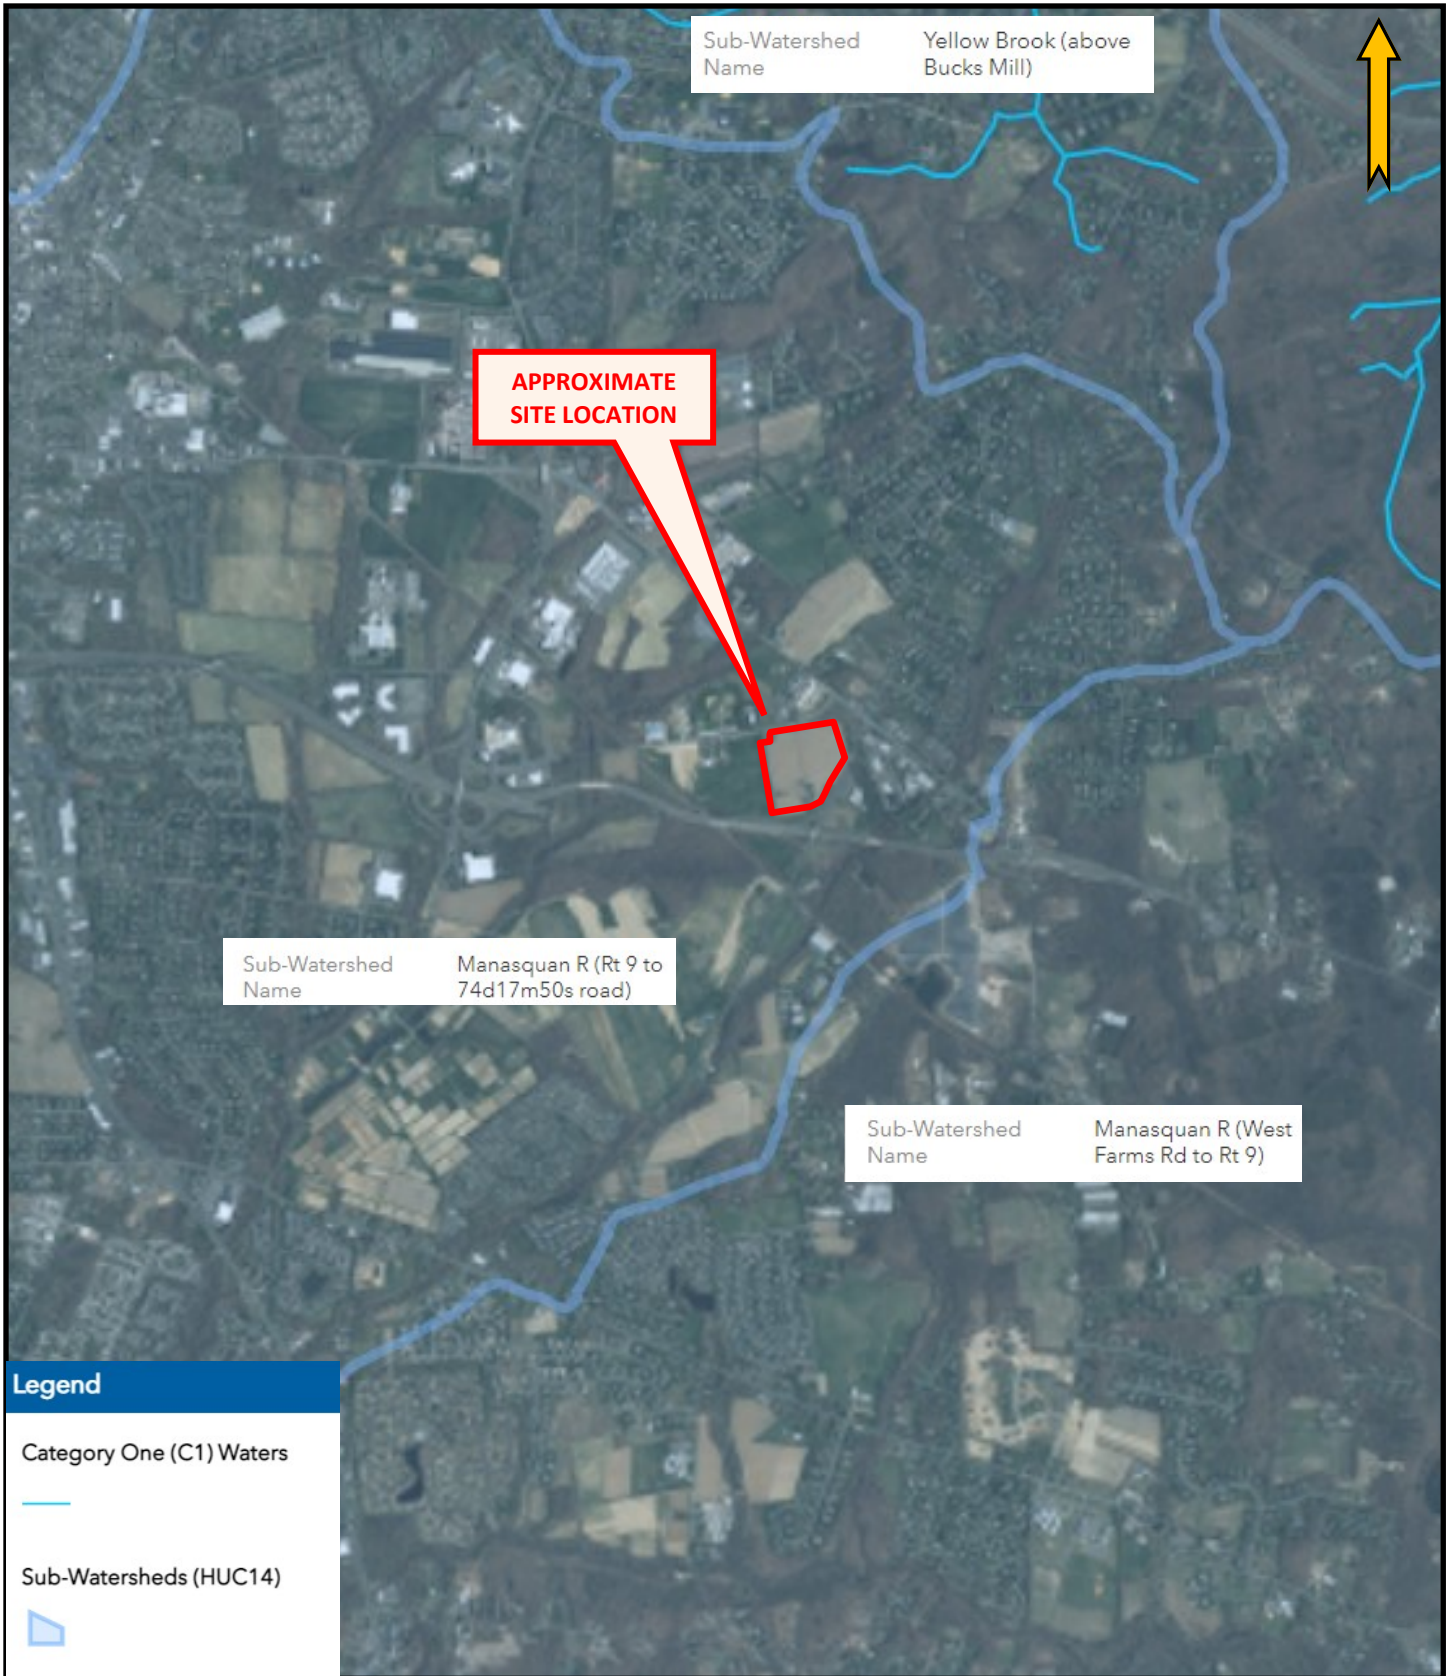 Sub-Watershed Yellow Brook (above
Name Bucks Mill)
APPROXIMATE
SITE LOCATION
Sub-Watershed Manasquan R (Rt 9 to
Name 74d17m50s road)
Sub-Watershed Manasquan R (West
Name Farms Rd to Rt 9)
Legend
Category One (C1) Waters
Sub-Watersheds (HUC14)